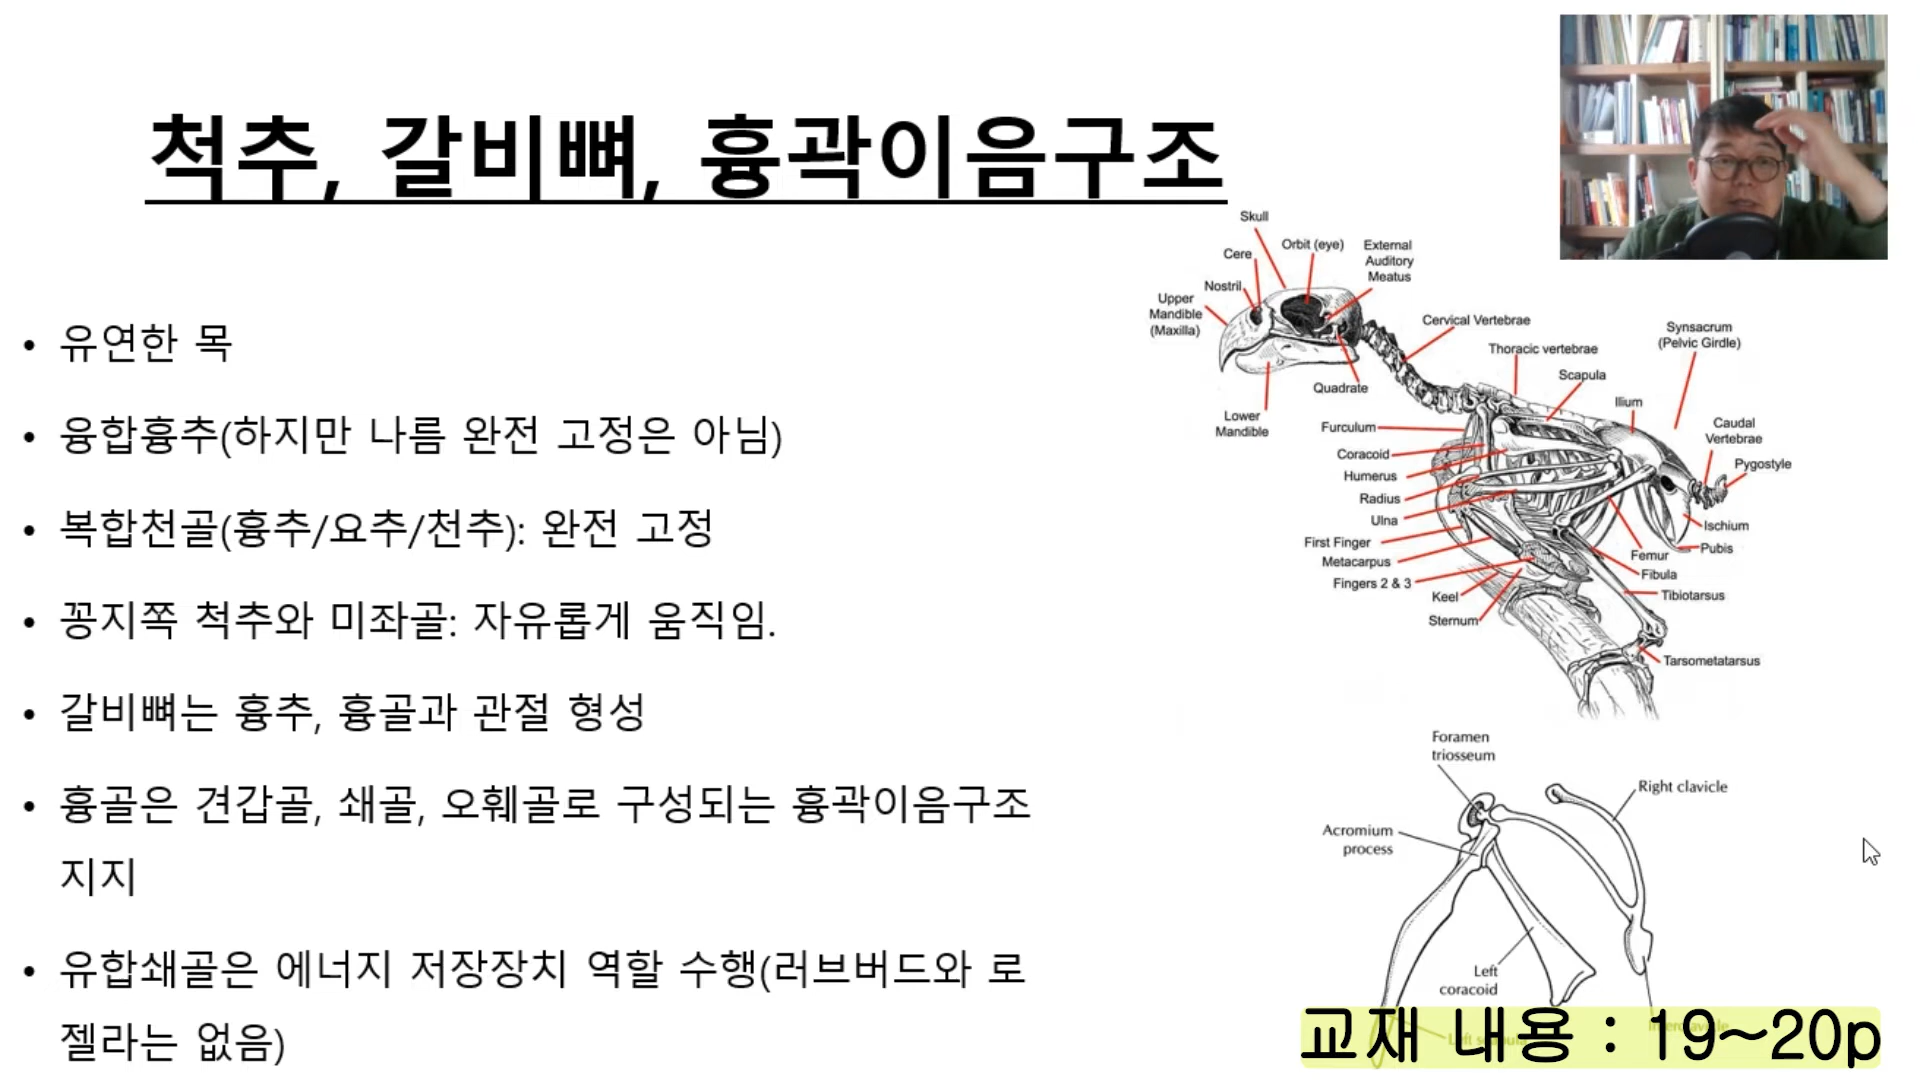 척추, 갈비뼈, 흉곽이음구조
• 유연한 목
• 융합흉추(하지만 나름 완전 고정은 아님)
• 복합천골(흉추/요추/천추): 완전 고정
• 꽁지쪽 척추와 미좌골: 자유롭게 움직임.
• 갈비뼈는 흉추, 흉골과 관절 형성
• 흉골은 견갑골, 쇄골, 오훼골로 구성되는 흉곽이음구조
지지
• 유합쇄골은 에너지 저장장치 역할 수행(러브버드와 로
젤라는 없음)
Skull
Orbit (eye)
External
Auditory
Meatus
Cere
Nostril
Upper
Mandible
(Maxilla)
Cervical Vertebrae
Thoracic vertebrae
Synsacrum
(Pelvic Girdle)
Scapula
Quadrate
Ilium
Lower
Mandible
Caudal
Vertebrae
Furculum
Coracoid
Pygostyle
Humerus
Radius
Ulna
Ischium
First Finger
Pubis
Femur
Metacarpus
Fibula
Fingers 2 & 3
Keel
Tibiotarsus
Sternum
Tarsometatarsus
Foramen
triosseum
Right clavicle
Acromium
process
Left
coracoid
Left scapula
Interclavicle
교재 내용 : 19~20p